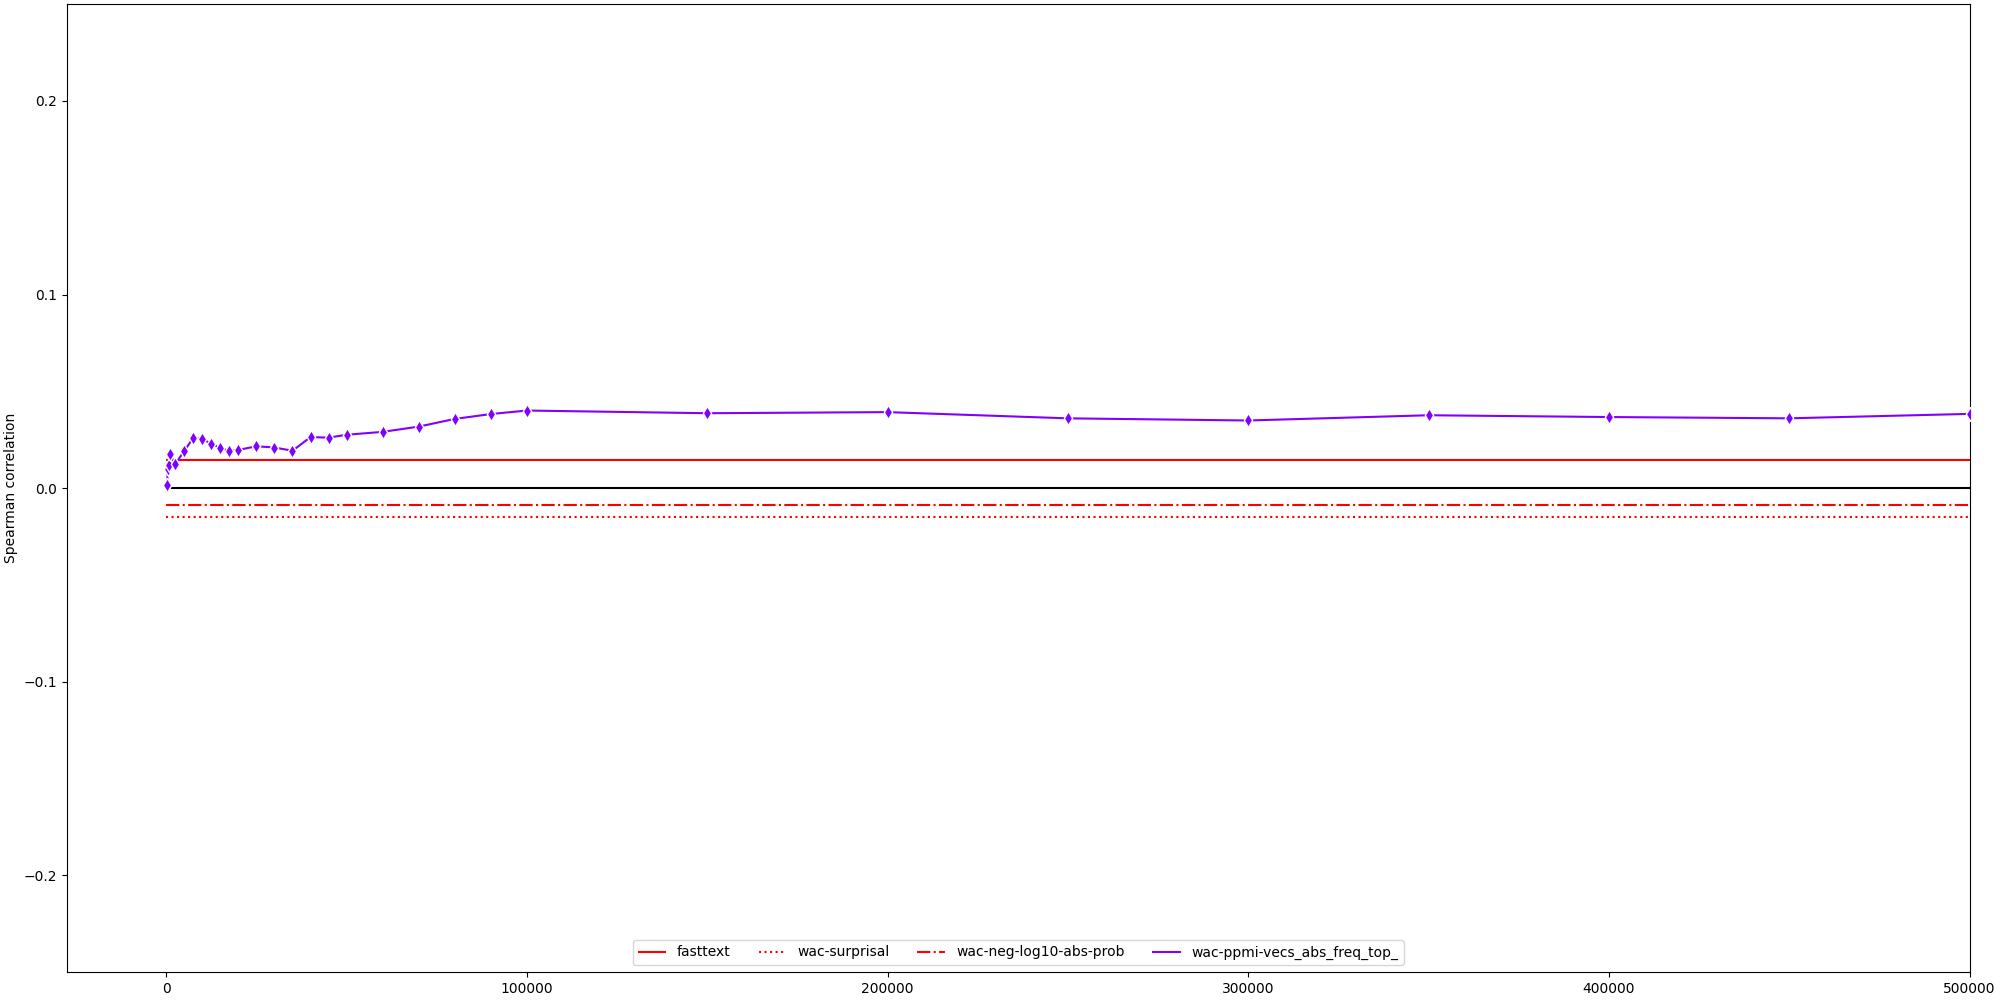 Spearman correlation
0.2
0.1
0.0
−0.1
−0.2
fasttext wac-surprisal wac-neg-log10-abs-prob wac-ppmi-vecs_abs_freq_top_
0 100000 200000 300000 400000 500000